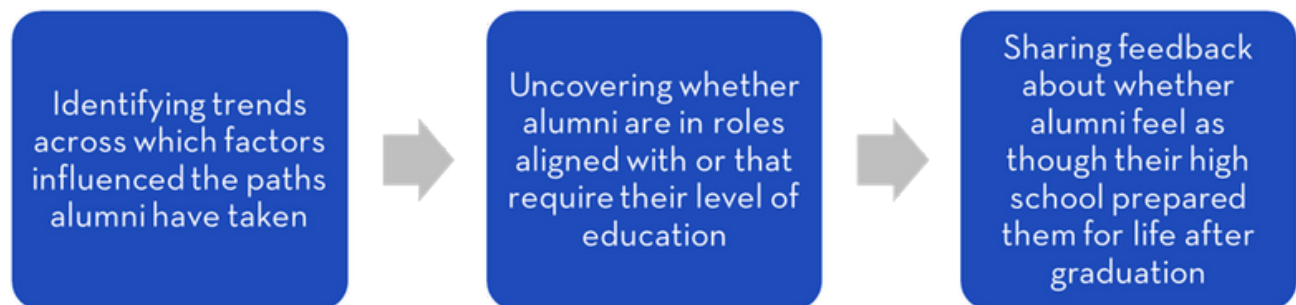 Identifying trends
across which factors
influenced the paths
alumni have taken
Uncovering whether
alumni are in roles
aligned with or that
require their level of
education
Sharing feedback
about whether
alumni feel as
though their high
school prepared
them for life after
graduation